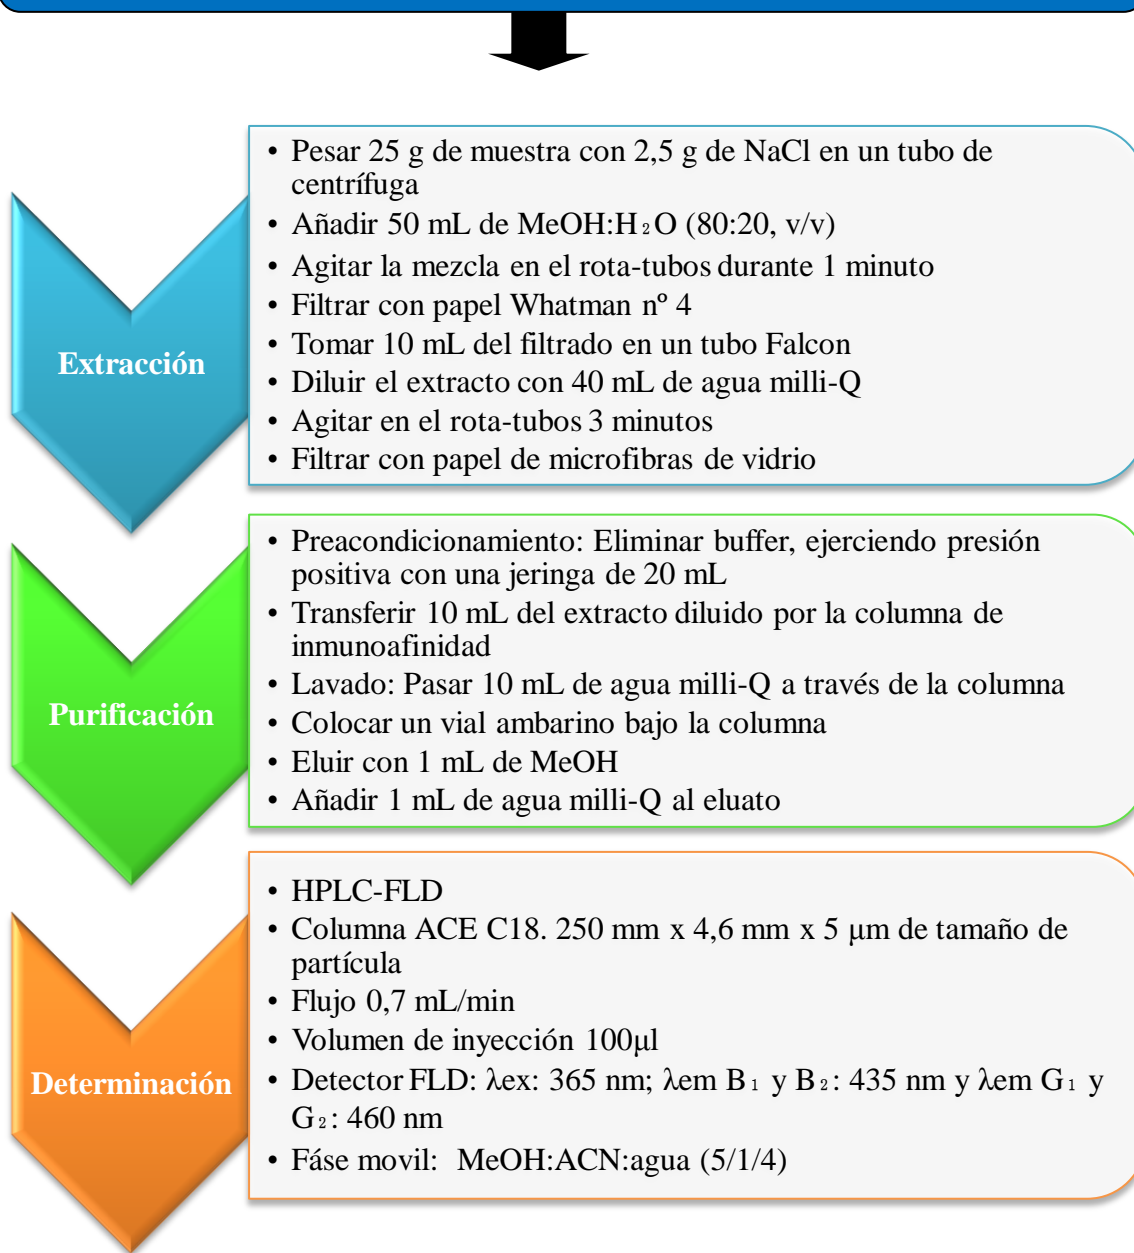 Extracción
• Pesar 25 g de muestra con 2,5 g de NaCl en un tubo de
centrífuga
• Añadir 50 mL de MeOH:H₂O (80:20, v/v)
• Agitar la mezcla en el rota-tubos durante 1 minuto
• Filtrar con papel Whatman nº 4
• Tomar 10 mL del filtrado en un tubo Falcon
• Diluir el extracto con 40 mL de agua milli-Q
• Agitar en el rota-tubos 3 minutos
• Filtrar con papel de microfibras de vidrio
Purificación
• Preacondicionamiento: Eliminar buffer, ejerciendo presión
positiva con una jeringa de 20 mL
• Transferir 10 mL del extracto diluido por la columna de
inmunoafinidad
• Lavado: Pasar 10 mL de agua milli-Q a través de la columna
• Colocar un vial ambarino bajo la columna
• Eluir con 1 mL de MeOH
• Añadir 1 mL de agua milli-Q al eluato
Determinación
• HPLC-FLD
• Columna ACE C18. 250 mm x 4,6 mm x 5 μm de tamaño de
partícula
• Flujo 0,7 mL/min
• Volumen de inyección 100μl
• Detector FLD: λex: 365 nm; λem B₁ y B₂: 435 nm y λem G₁ y
G₂: 460 nm
• Fáse movil: MeOH:ACN:agua (5/1/4)